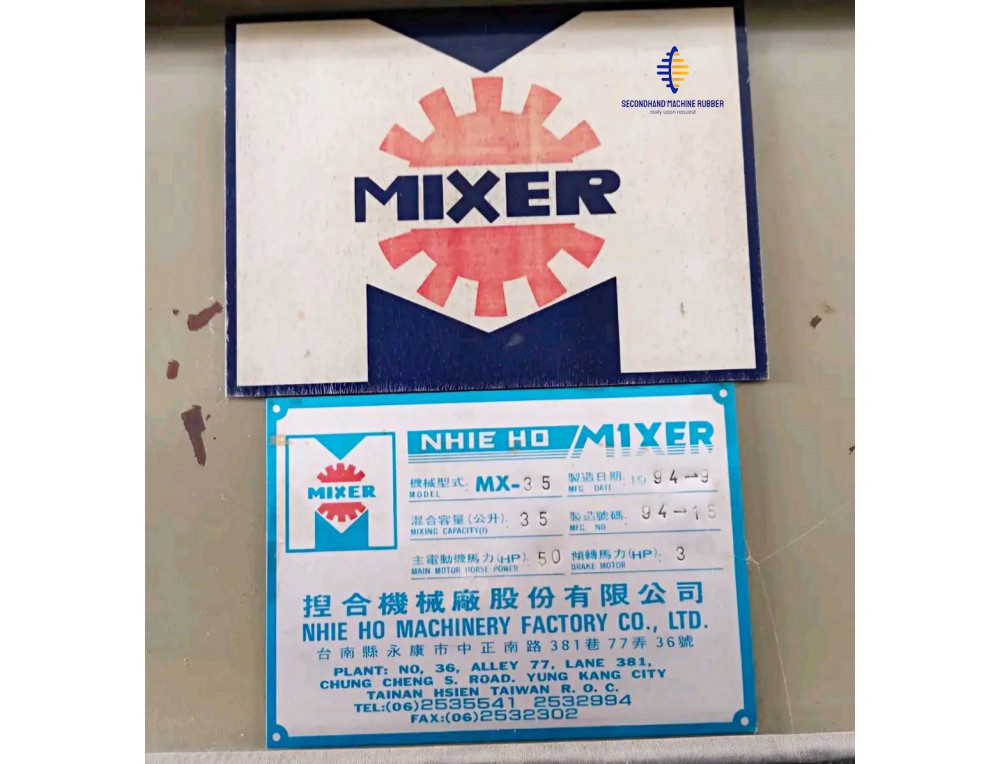 SECONDHAND MACHINE RUBBER
ready upon request
MIXER
NHIE HO MIXER
MIXER
機械型式: MX-35 製造日期: 1994-9
MODEL MFG. DATE
混合容量(公升): 35 製造號碼: 94-15
MIXING CAPACITY(l) MFG. NO
主電動機馬力(HP): 50 傾轉馬力(HP): 3
MAIN MOTOR HORSE POWER BRAKE MOTOR
捏合機械廠股份有限公司
NHIE HO MACHINERY FACTORY CO., LTD.
台南縣永康市中正南路381巷77弄36號
PLANT: NO, 36, ALLEY 77, LANE 381,
CHUNG CHENG S. ROAD. YUNG KANG CITY
TAINAN HSIEN TAIWAN R. O. C.
TEL:(06)2535541 2532994
FAX:(06)2532302